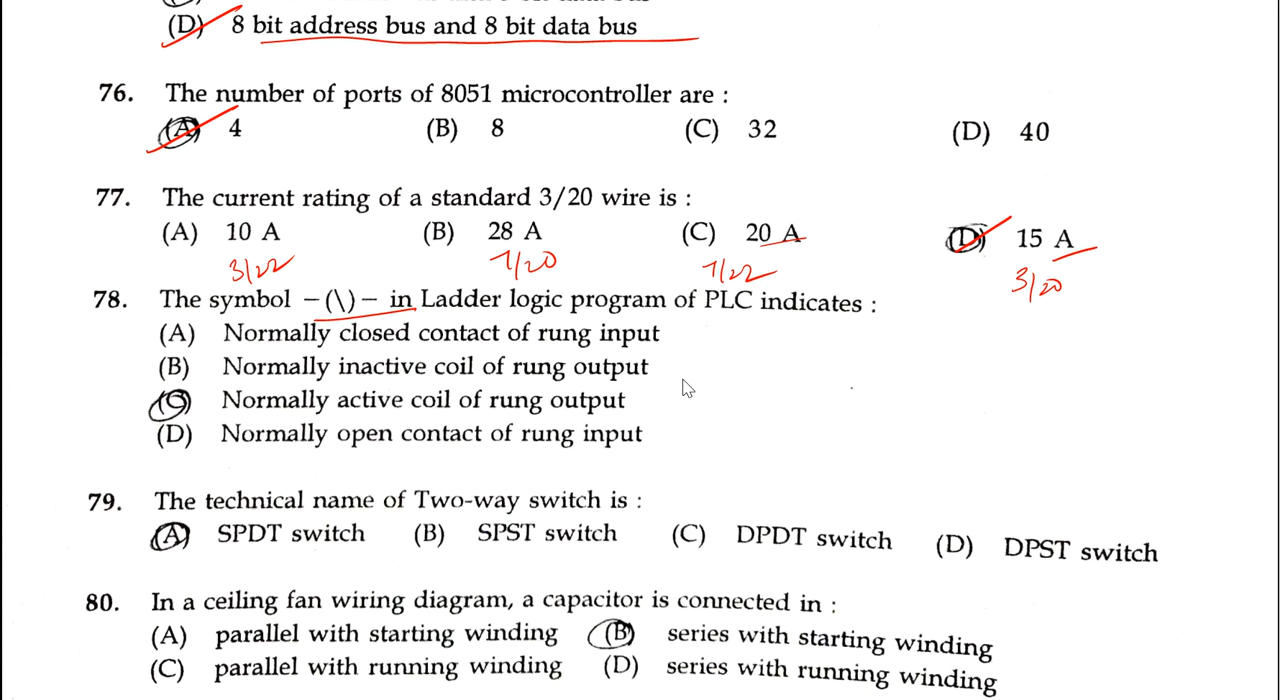 (D) 8 bit address bus and 8 bit data bus
76. The number of ports of 8051 microcontroller are :
(A) 4 (B) 8 (C) 32 (D) 40
77. The current rating of a standard 3/20 wire is :
(A) 10 A (B) 28 A (C) 20 A (D) 15 A
3/22 7/20 7/22 3/20
78. The symbol –(\)– in Ladder logic program of PLC indicates :
(A) Normally closed contact of rung input
(B) Normally inactive coil of rung output
(C) Normally active coil of rung output
(D) Normally open contact of rung input
79. The technical name of Two-way switch is :
(A) SPDT switch (B) SPST switch (C) DPDT switch (D) DPST switch
80. In a ceiling fan wiring diagram, a capacitor is connected in :
(A) parallel with starting winding (B) series with starting winding
(C) parallel with running winding (D) series with running winding